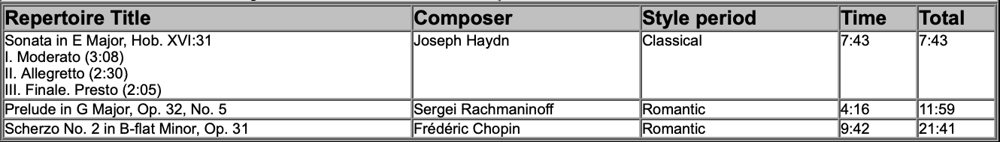 Repertoire Title Composer Style period Time Total
Sonata in E Major, Hob. XVI:31 Joseph Haydn Classical 7:43 7:43
I. Moderato (3:08)
II. Allegretto (2:30)
III. Finale. Presto (2:05)
Prelude in G Major, Op. 32, No. 5 Sergei Rachmaninoff Romantic 4:16 11:59
Scherzo No. 2 in B-flat Minor, Op. 31 Frédéric Chopin Romantic 9:42 21:41